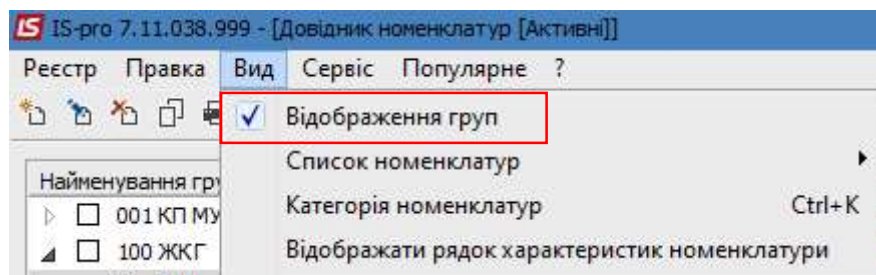 IS IS-pro 7.11.038.999 - [Довідник номенклатур [Активні]]
Реєстр Правка Вид Сервіс Популярне ?
Відображення груп
Список номенклатур
Найменування гру
Категорія номенклатур Ctrl+K
001 КП МУ
Відображати рядок характеристик номенклатури
100 ЖКГ